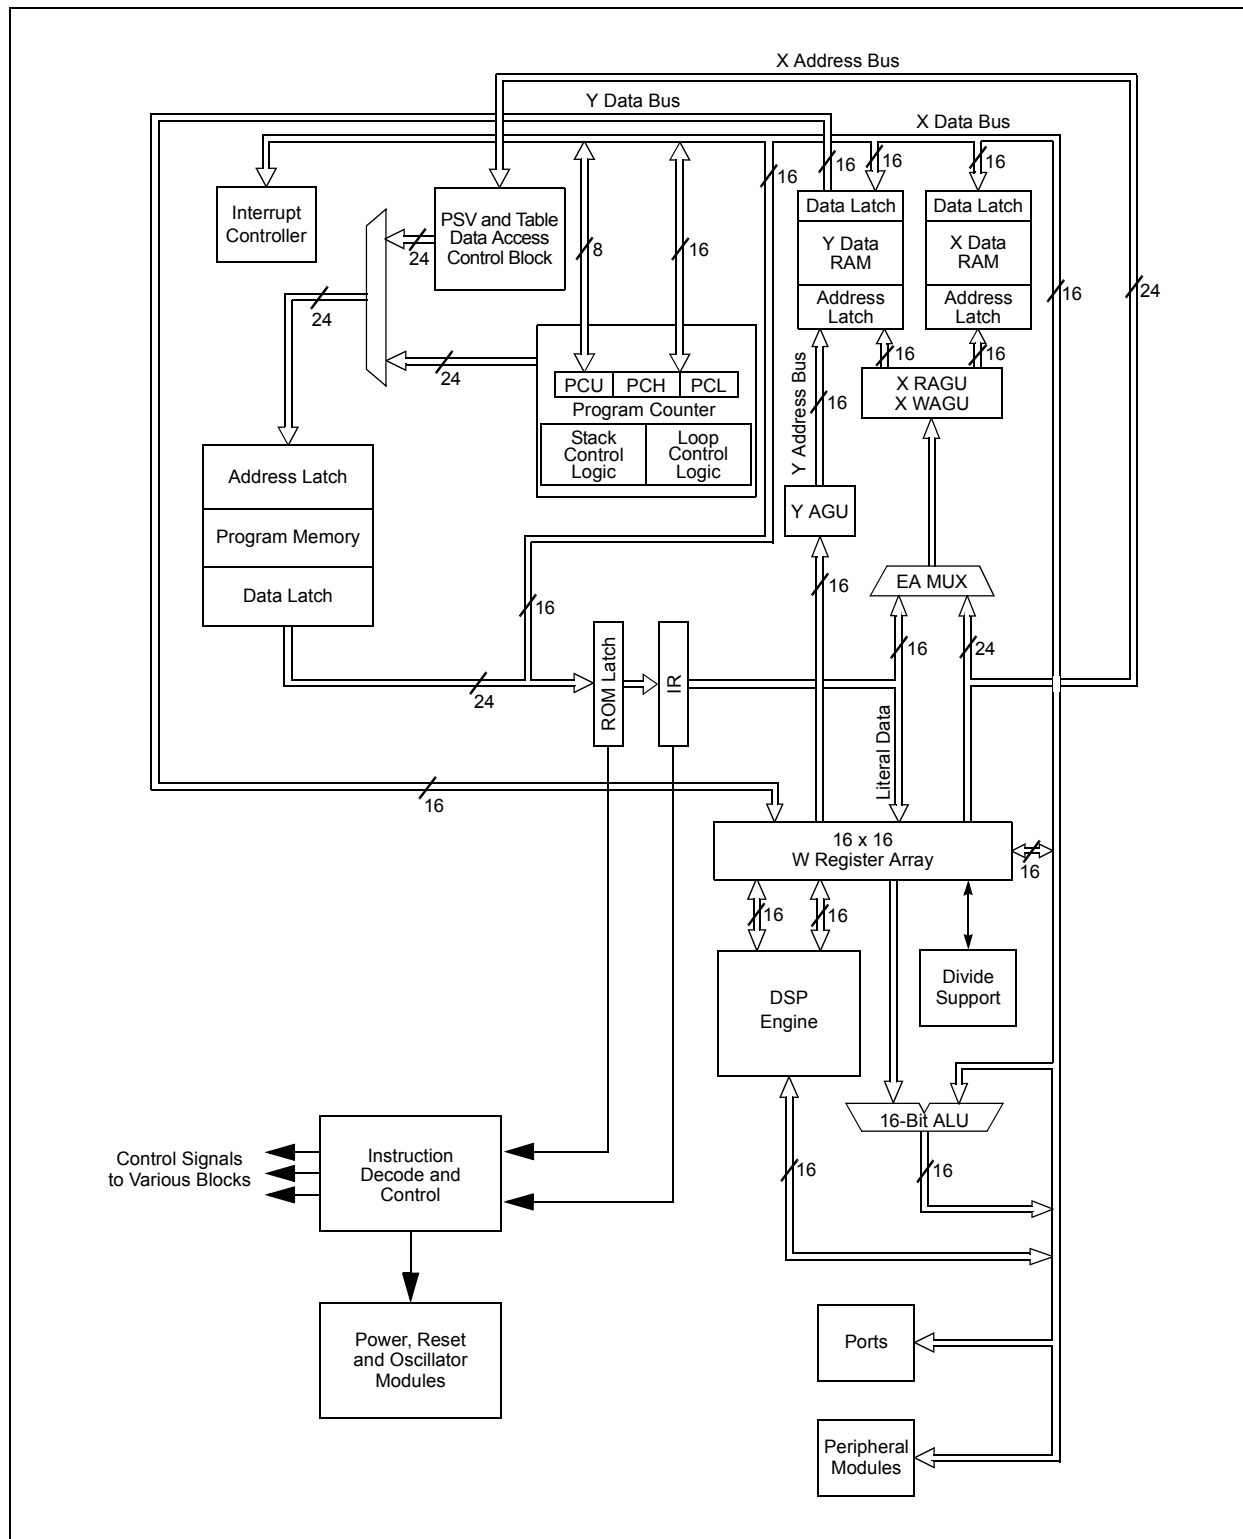 X Address Bus
Y Data Bus
X Data Bus
16
16
16
16
Interrupt
Controller
PSV and Table
Data Access
Control Block
24
8
16
Data Latch
Y Data
RAM
Address
Latch
Data Latch
X Data
RAM
Address
Latch
16
24
24
24
16
16
PCU
PCH
PCL
Program Counter
Stack
Control
Logic
Loop
Control
Logic
Y Address Bus
16
X RAGU
X WAGU
Address Latch
Program Memory
Data Latch
Y AGU
16
EA MUX
16
16
24
24
ROM Latch
IR
Literal Data
16
16 x 16
W Register Array
16
16
16
DSP
Engine
Divide
Support
16-Bit ALU
16
16
Control Signals
to Various Blocks
Instruction
Decode and
Control
Power, Reset
and Oscillator
Modules
Ports
Peripheral
Modules